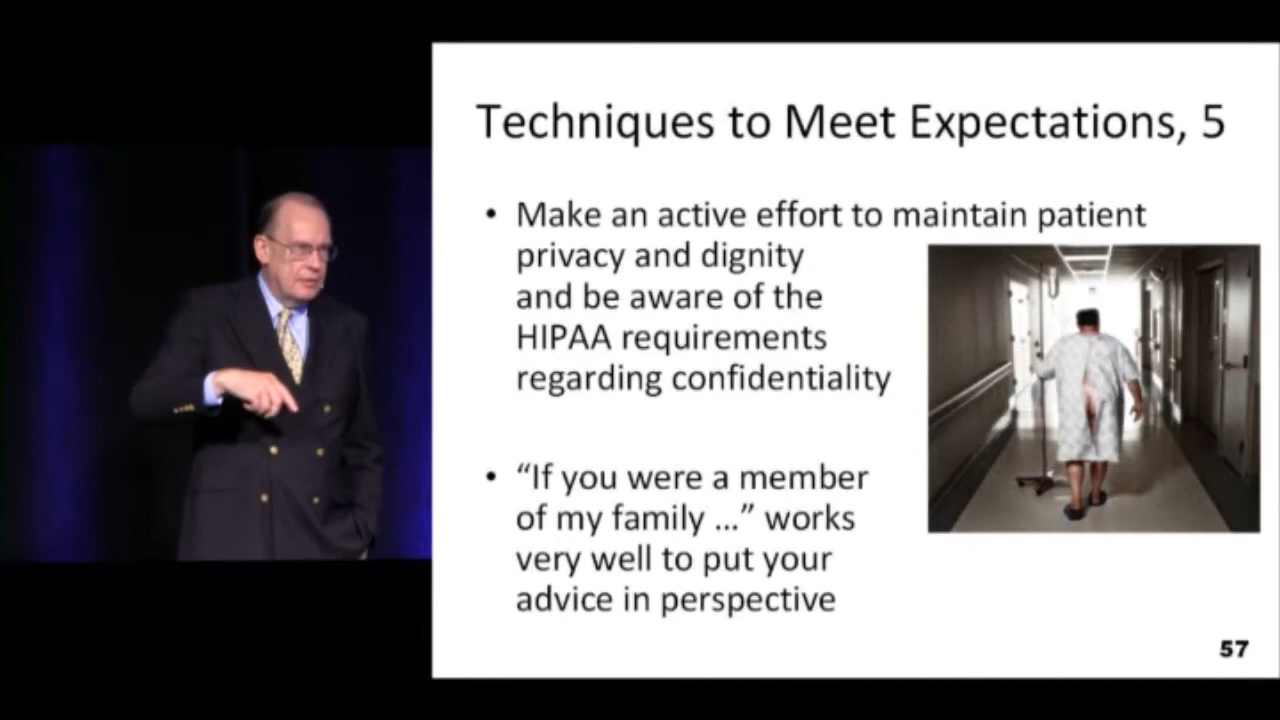 Techniques to Meet Expectations, 5
• Make an active effort to maintain patient
privacy and dignity
and be aware of the
HIPAA requirements
regarding confidentiality
• “If you were a member
of my family ...” works
very well to put your
advice in perspective
57